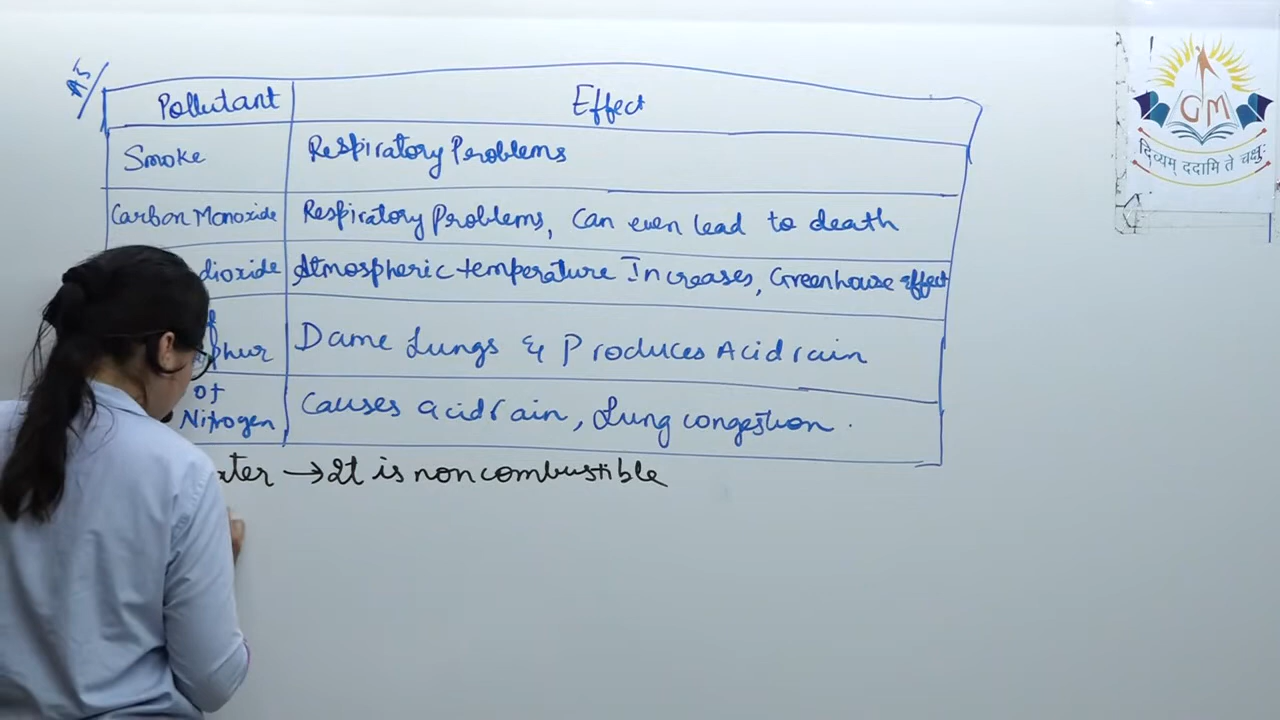 A5
Pollutant Effect
Smoke Respiratory Problems
Carbon Monoxide Respiratory Problems, Can even lead to death
dioxide Atmospheric temperature Increases, Greenhouse effect
Dame Lungs & Produces Acid rain
of
Nitrogen Causes acid rain, Lung congestion.
→ It is noncombustible
GM
दिव्यम् ददामि ते चक्षुः